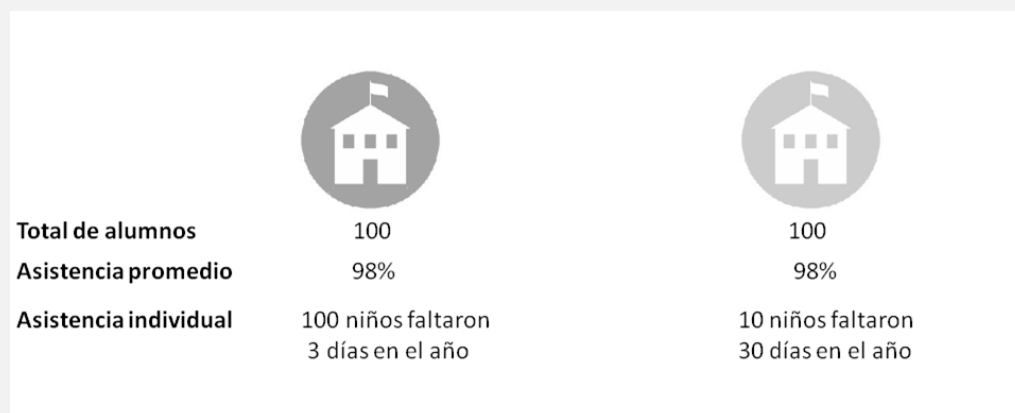 Total de alumnos 100 100
Asistencia promedio 98% 98%
Asistencia individual 100 niños faltaron 10 niños faltaron
3 días en el año 30 días en el año